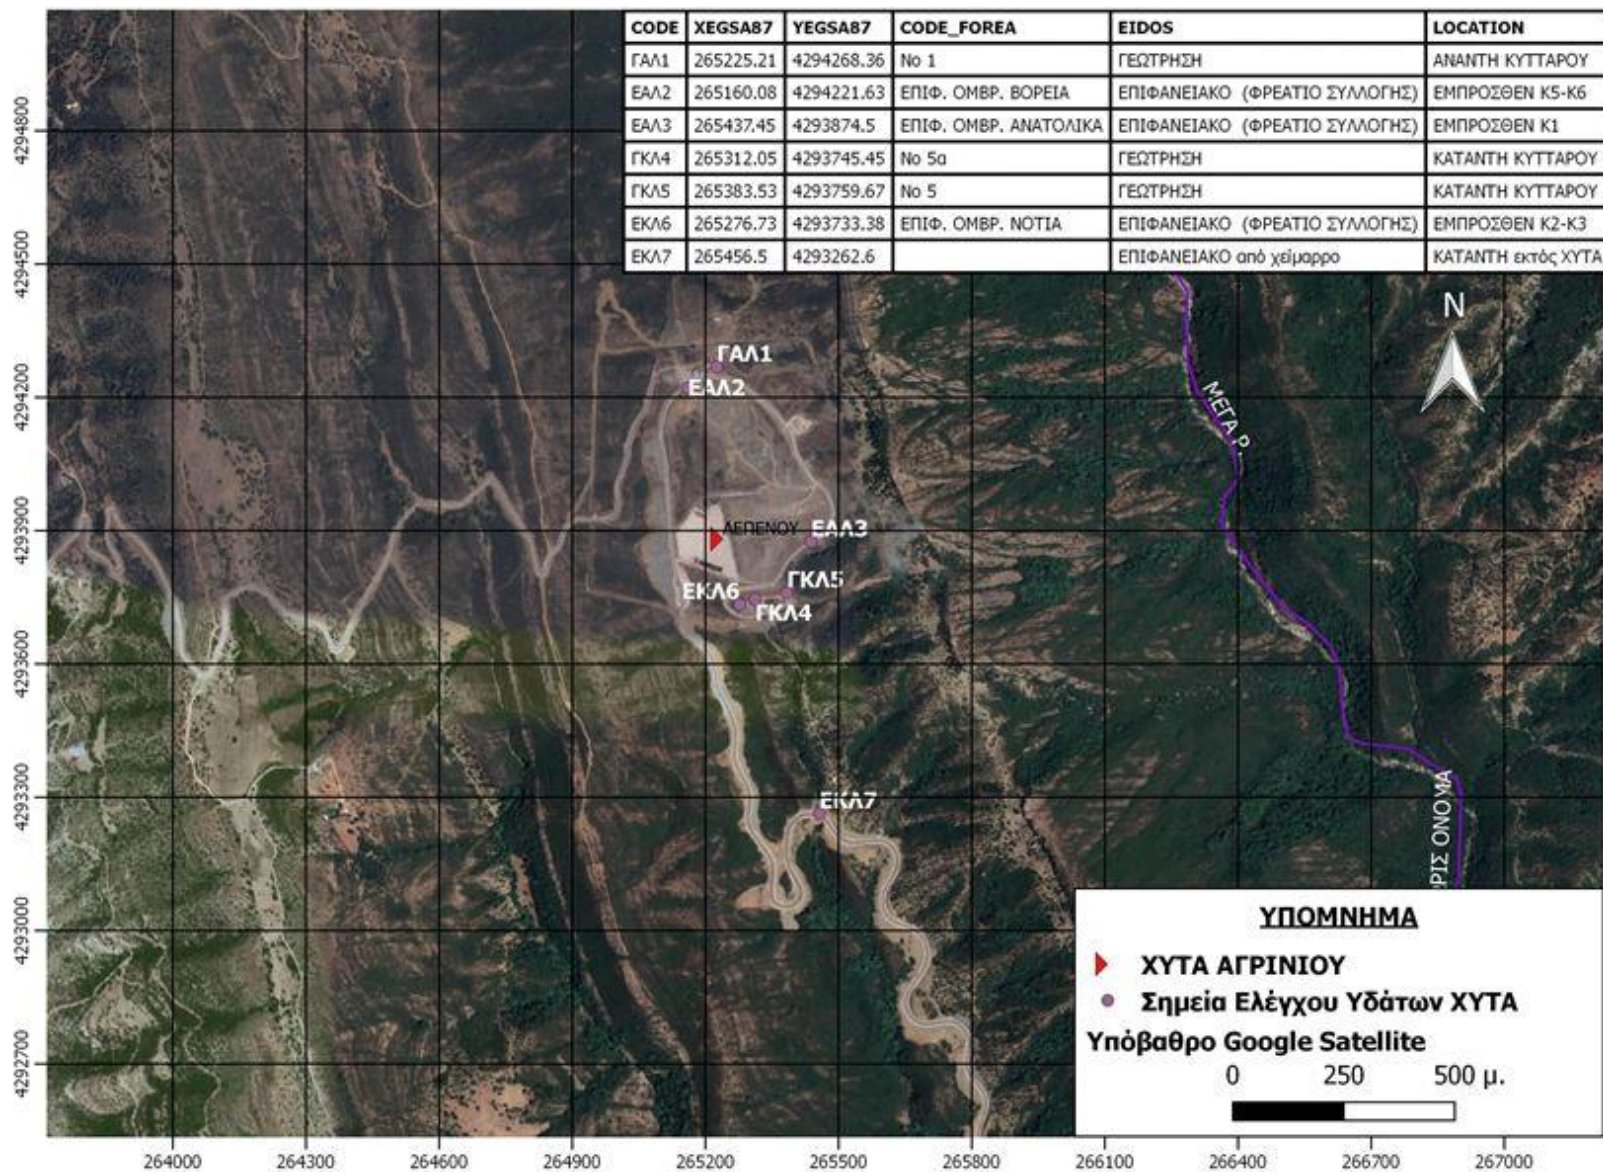 CODE XEGSA87 YEGSA87 CODE_FOREA EIDOS LOCATION
ΓΑΛ1 265225.21 4294268.36 No 1 ΓΕΩΤΡΗΣΗ ΑΝΑΝΤΗ ΚΥΤΤΑΡΟΥ
ΕΑΛ2 265160.08 4294221.63 ΕΠΙΦ. ΟΜΒΡ. ΒΟΡΕΙΑ ΕΠΙΦΑΝΕΙΑΚΟ (ΦΡΕΑΤΙΟ ΣΥΛΛΟΓΗΣ) ΕΜΠΡΟΣΘΕΝ Κ5-Κ6
ΕΑΛ3 265437.45 4293874.5 ΕΠΙΦ. ΟΜΒΡ. ΑΝΑΤΟΛΙΚΑ ΕΠΙΦΑΝΕΙΑΚΟ (ΦΡΕΑΤΙΟ ΣΥΛΛΟΓΗΣ) ΕΜΠΡΟΣΘΕΝ Κ1
ΓΚΛ4 265312.05 4293745.45 No 5α ΓΕΩΤΡΗΣΗ ΚΑΤΑΝΤΗ ΚΥΤΤΑΡΟΥ
ΓΚΛ5 265383.53 4293759.67 No 5 ΓΕΩΤΡΗΣΗ ΚΑΤΑΝΤΗ ΚΥΤΤΑΡΟΥ
ΕΚΛ6 265276.73 4293733.38 ΕΠΙΦ. ΟΜΒΡ. ΝΟΤΙΑ ΕΠΙΦΑΝΕΙΑΚΟ (ΦΡΕΑΤΙΟ ΣΥΛΛΟΓΗΣ) ΕΜΠΡΟΣΘΕΝ Κ2-Κ3
ΕΚΛ7 265456.5 4293262.6 ΕΠΙΦΑΝΕΙΑΚΟ από χείμαρρο ΚΑΤΑΝΤΗ εκτός ΧΥΤΑ
4294800
4294500
4294200
4293900
4293600
4293300
4293000
4292700
N
ΓΑΛ1
ΕΑΛ2
ΜΕΓΑ Ρ.
ΛΕΠΕΝΟΥ
ΕΑΛ3
ΓΚΛ5
ΕΚΛ6
ΓΚΛ4
ΕΚΛ7
ΟΝΟΜΑ
ΥΠΟΜΝΗΜΑ
ΧΥΤΑ ΑΓΡΙΝΙΟΥ
Σημεία Ελέγχου Υδάτων ΧΥΤΑ
Υπόβαθρο Google Satellite
0 250 500 μ.
264000 264300 264600 264900 265200 265500 265800 266100 266400 266700 267000